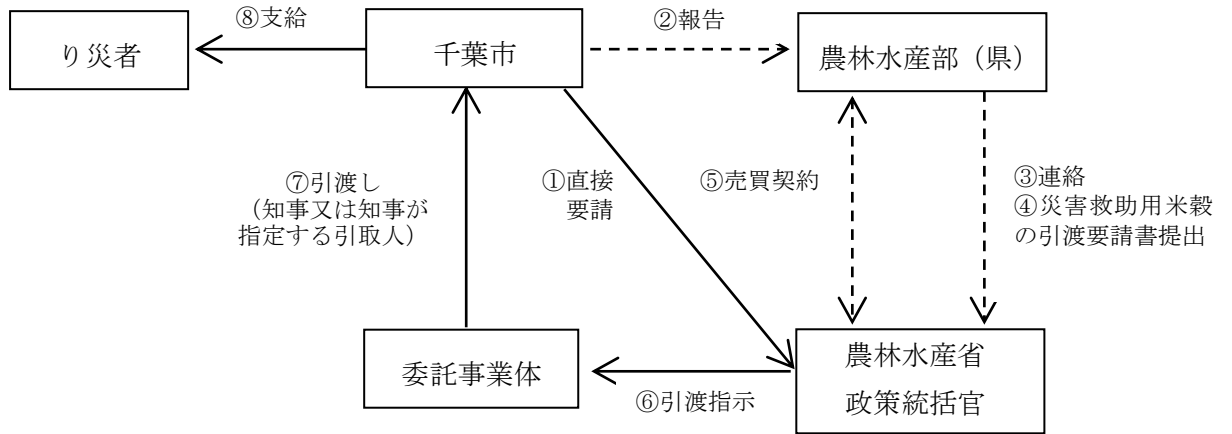 ⑧支給
②報告
り災者
千葉市
農林水産部（県）
⑦引渡し
（知事又は知事が
指定する引取人）
①直接
要請
⑤売買契約
③連絡
④災害救助用米穀
の引渡要請書提出
委託事業体
⑥引渡指示
農林水産省
政策統括官